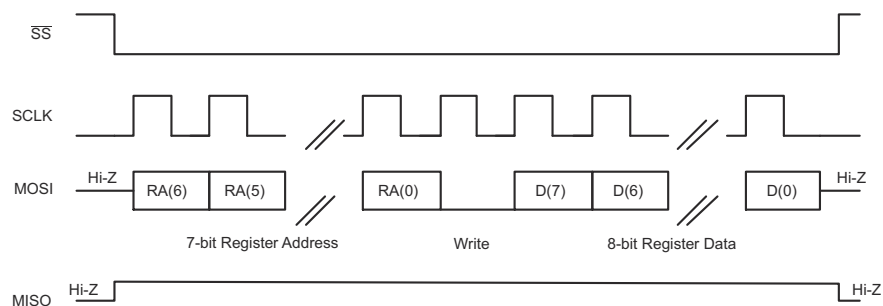 SS
SCLK
Hi-Z Hi-Z
MOSI RA(6) RA(5) RA(0) D(7) D(6) D(0)
7-bit Register Address Write 8-bit Register Data
Hi-Z Hi-Z
MISO